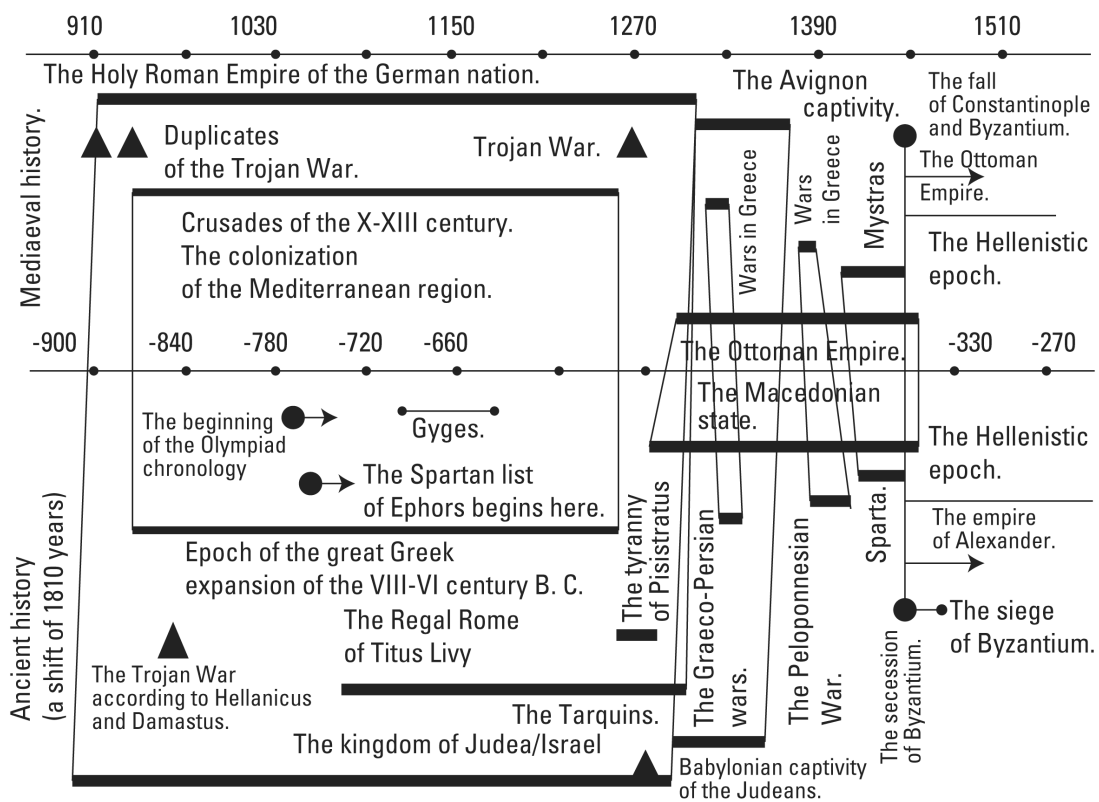 910 1030 1150 1270 1390 1510
The Holy Roman Empire of the German nation.
The Avignon
captivity.
The fall
of Constantinople
and Byzantium.
Mediaeval history.
Duplicates
of the Trojan War.
Trojan War.
Wars in Greece
Wars
in Greece
Mystras
The Ottoman
Empire.
Crusades of the X-XIII century.
The colonization
of the Mediterranean region.
The Hellenistic
epoch.
-900 -840 -780 -720 -660 -330 -270
The Ottoman Empire.
The Macedonian
state.
The beginning
of the Olympiad
chronology
Gyges.
The Spartan list
of Ephors begins here.
The Hellenistic
epoch.
Ancient history
(a shift of 1810 years)
Epoch of the great Greek
expansion of the VIII-VI century B. C.
The tyranny
of Pisistratus
The Graeco-Persian
wars.
The Peloponnesian
War.
Sparta.
The empire
of Alexander.
The Regal Rome
of Titus Livy
The siege
of Byzantium.
The secession
of Byzantium.
The Trojan War
according to Hellanicus
and Damastus.
The Tarquins.
The kingdom of Judea/Israel
Babylonian captivity
of the Judeans.